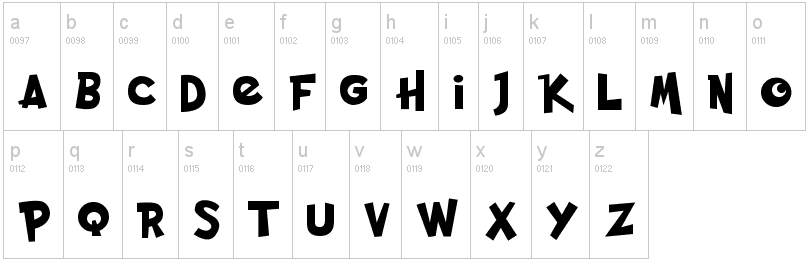 a b c d e f g h i j k l m n o
0097 0098 0099 0100 0101 0102 0103 0104 0105 0106 0107 0108 0109 0110 0111
A B C D e F G H i J K L M N O
p q r s t u v w x y z
0112 0113 0114 0115 0116 0117 0118 0119 0120 0121 0122
P Q R S T U V W X Y Z